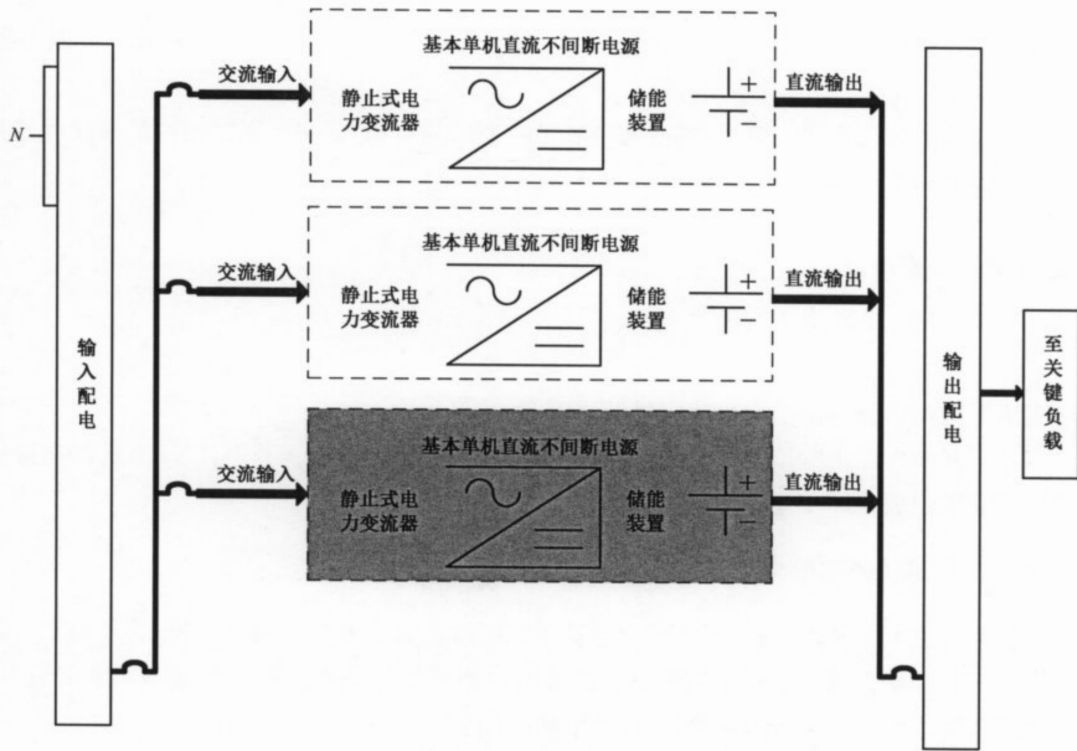 基本单机直流不间断电源
交流输入
静止式电
力变流器
储能
装置
+
−
直流输出
N
基本单机直流不间断电源
交流输入
静止式电
力变流器
储能
装置
+
−
直流输出
输入配电
输出配电
至关键负载
基本单机直流不间断电源
交流输入
静止式电
力变流器
储能
装置
+
−
直流输出